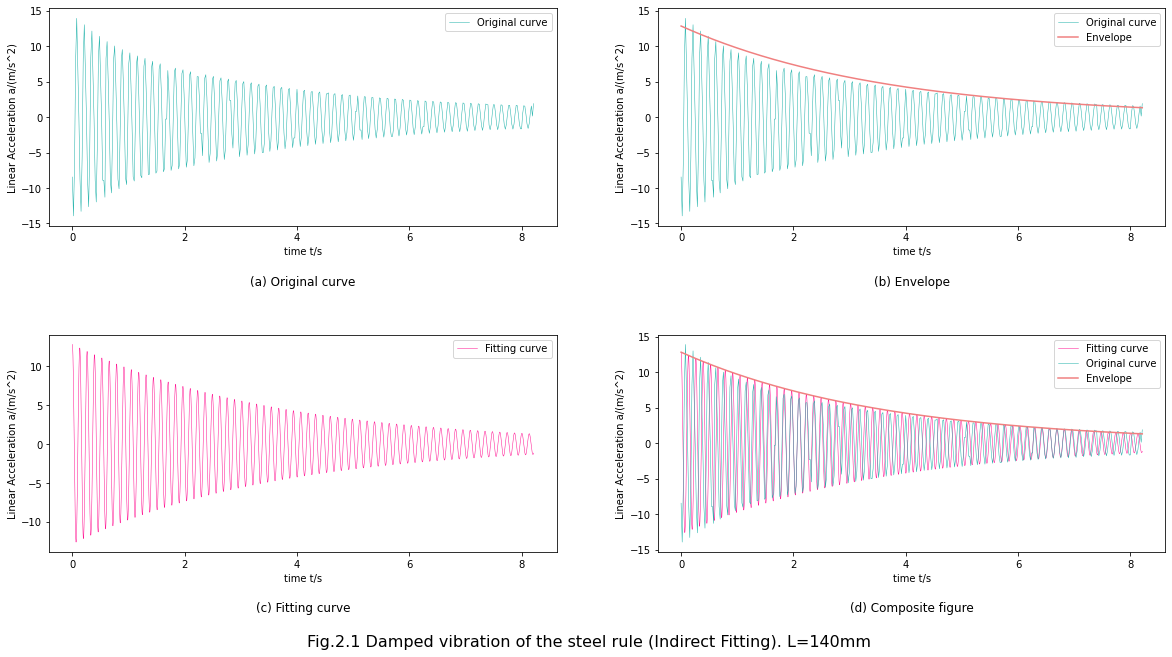 Original curve
Linear Acceleration a/(m/s^2)
15
10
5
0
−5
−10
−15
0
2
4
6
8
time t/s
(a) Original curve
Original curve
Envelope
Linear Acceleration a/(m/s^2)
15
10
5
0
−5
−10
−15
0
2
4
6
8
time t/s
(b) Envelope
Fitting curve
Linear Acceleration a/(m/s^2)
10
5
0
−5
−10
0
2
4
6
8
time t/s
(c) Fitting curve
Fitting curve
Original curve
Envelope
Linear Acceleration a/(m/s^2)
15
10
5
0
−5
−10
−15
0
2
4
6
8
time t/s
(d) Composite figure
Fig.2.1 Damped vibration of the steel rule (Indirect Fitting). L=140mm